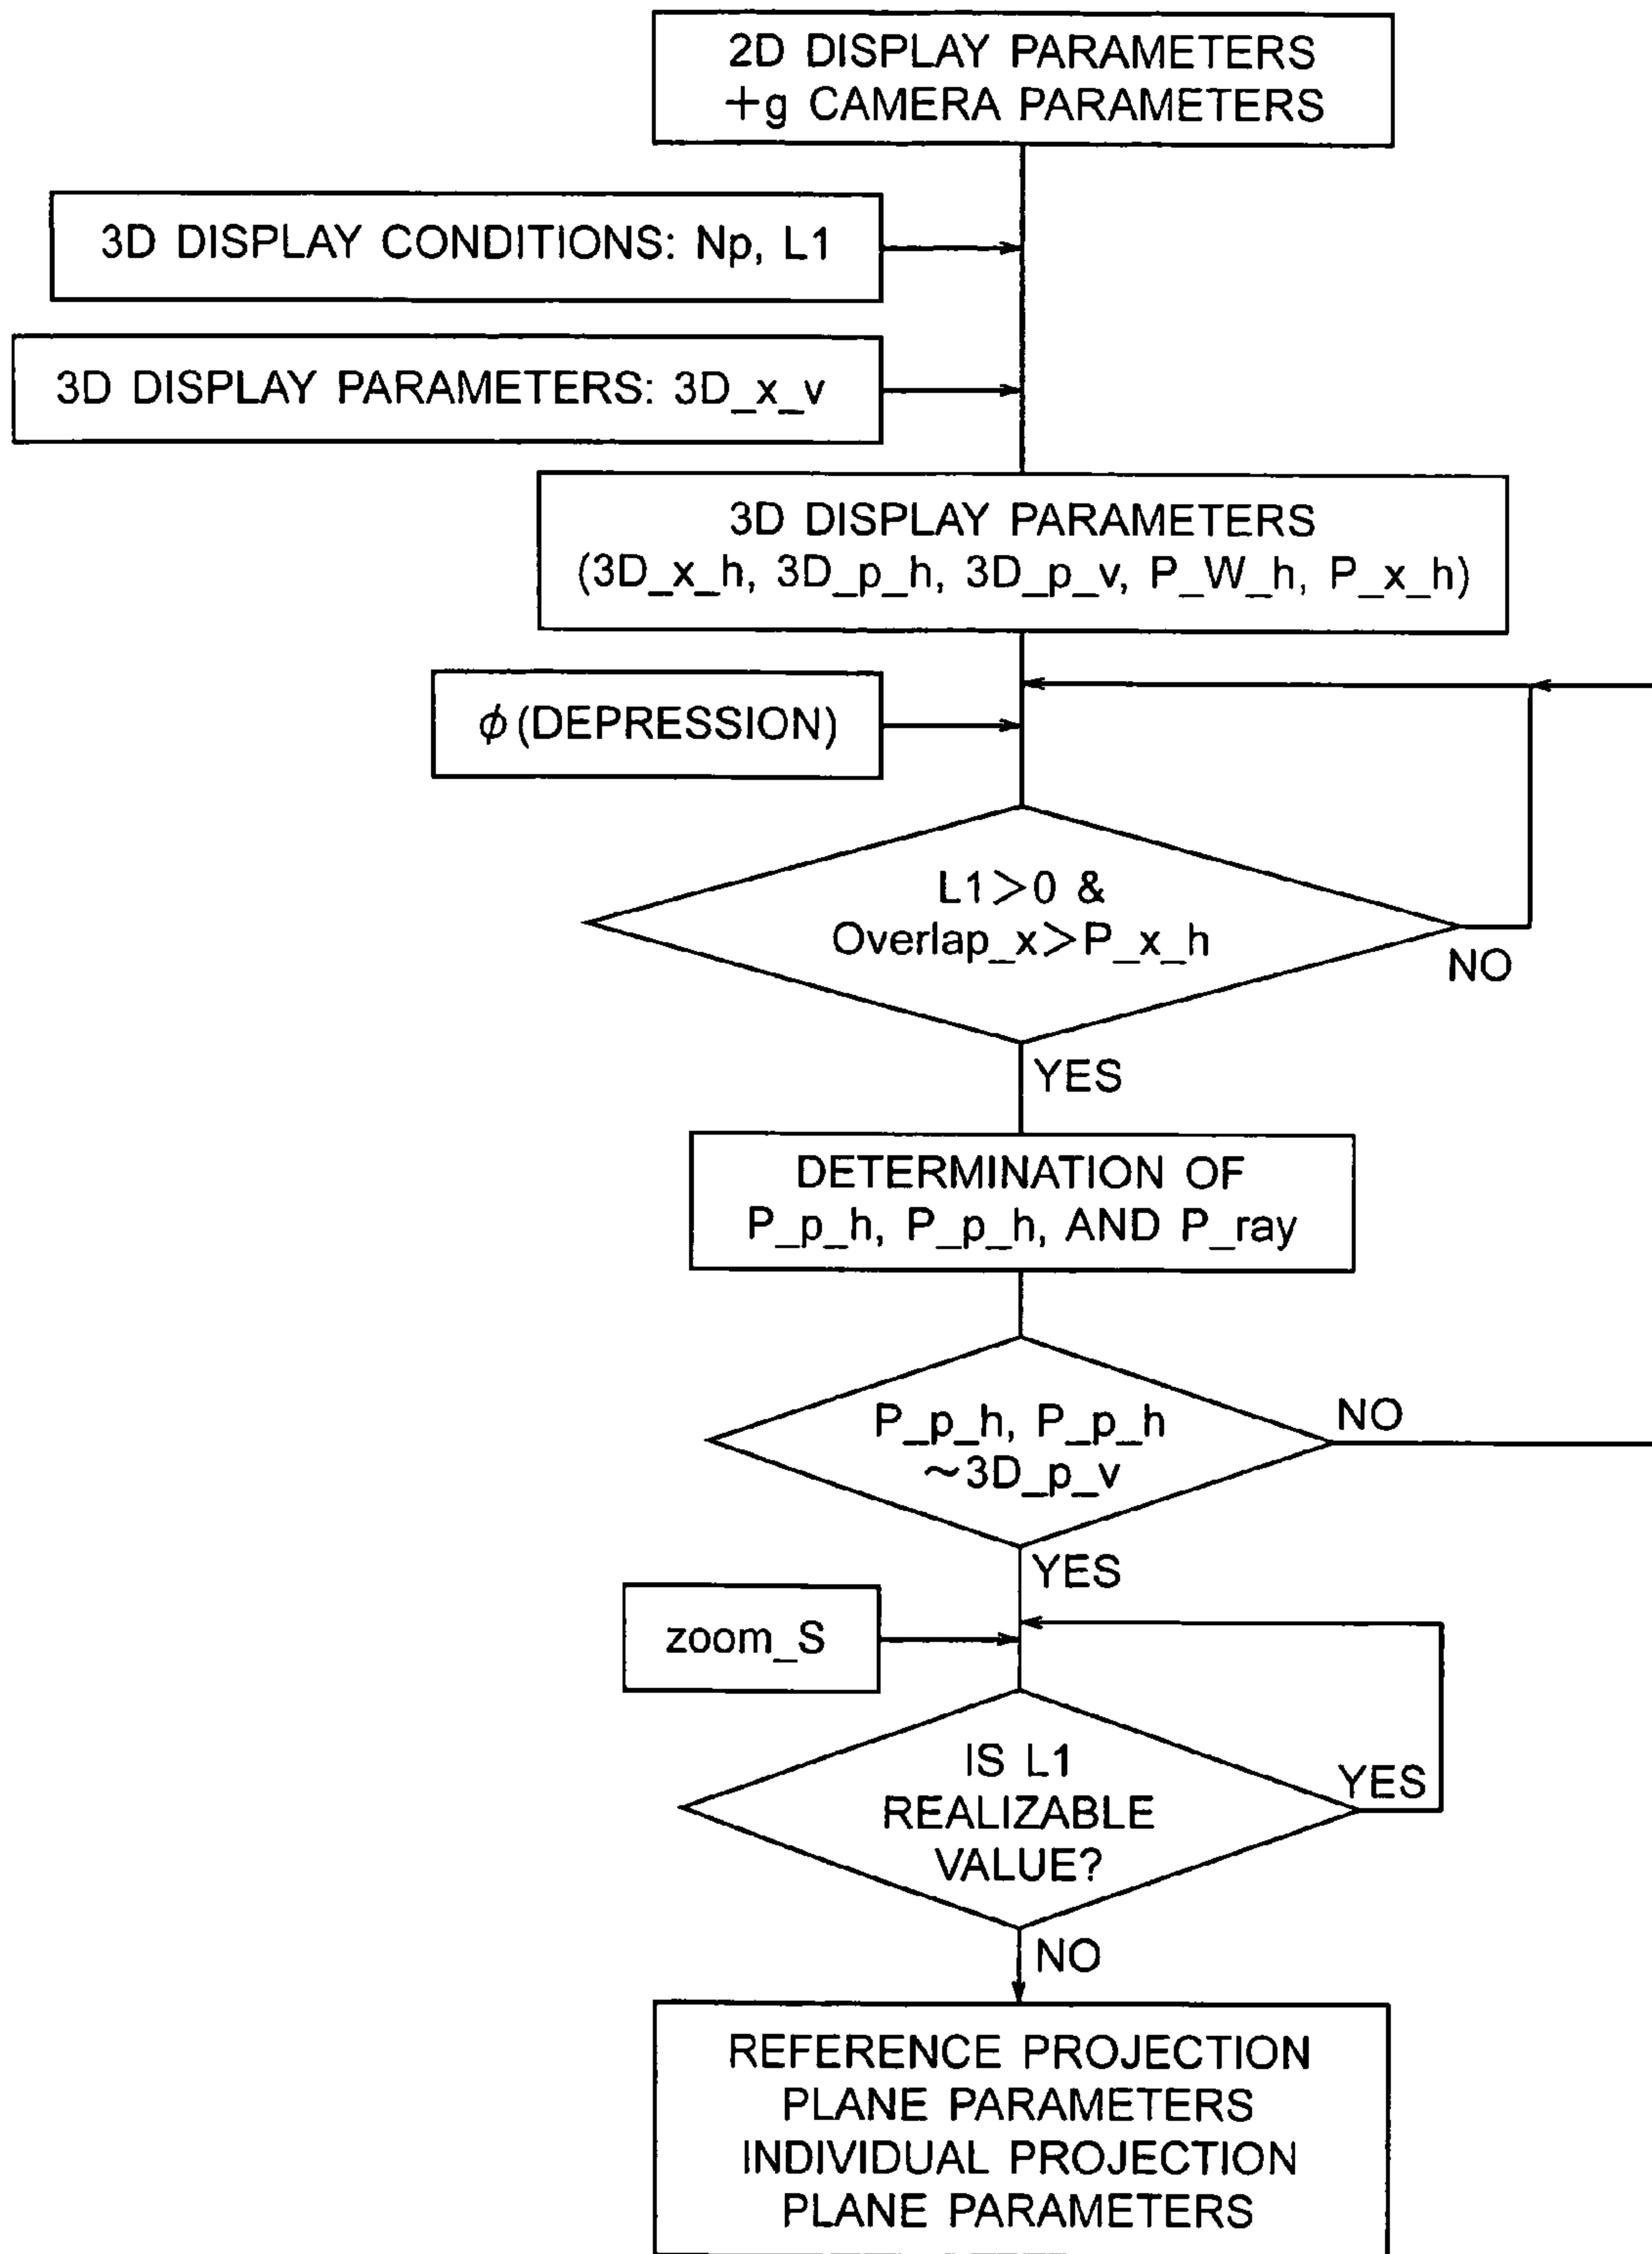 2D DISPLAY PARAMETERS
+g CAMERA PARAMETERS
3D DISPLAY CONDITIONS: Np, L1
3D DISPLAY PARAMETERS: 3D_x_v
3D DISPLAY PARAMETERS
(3D_x_h, 3D_p_h, 3D_p_v, P_W_h, P_x_h)
ϕ (DEPRESSION)
L1>0 &
Overlap_x>P_x_h
NO
YES
DETERMINATION OF
P_p_h, P_p_h, AND P_ray
P_p_h, P_p_h
~3D_p_v
NO
YES
zoom_S
IS L1
REALIZABLE
VALUE?
YES
NO
REFERENCE PROJECTION
PLANE PARAMETERS
INDIVIDUAL PROJECTION
PLANE PARAMETERS